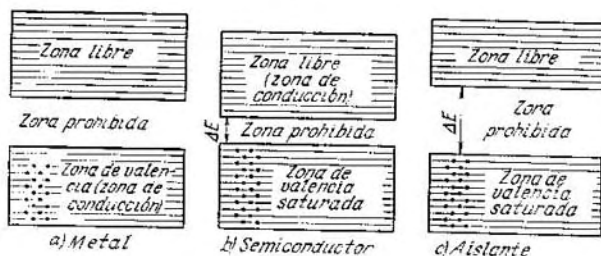 Zona libre
Zona prohibida
Zona de valen-
cia (zona de
conducción)
a) Metal
Zona libre
(zona de
conducción)
ΔE
Zona prohibida
Zona de
valencia
saturada
b) Semiconductor
Zona libre
ΔE
Zona
prohibida
Zona de
valencia
saturada
c) Aislante